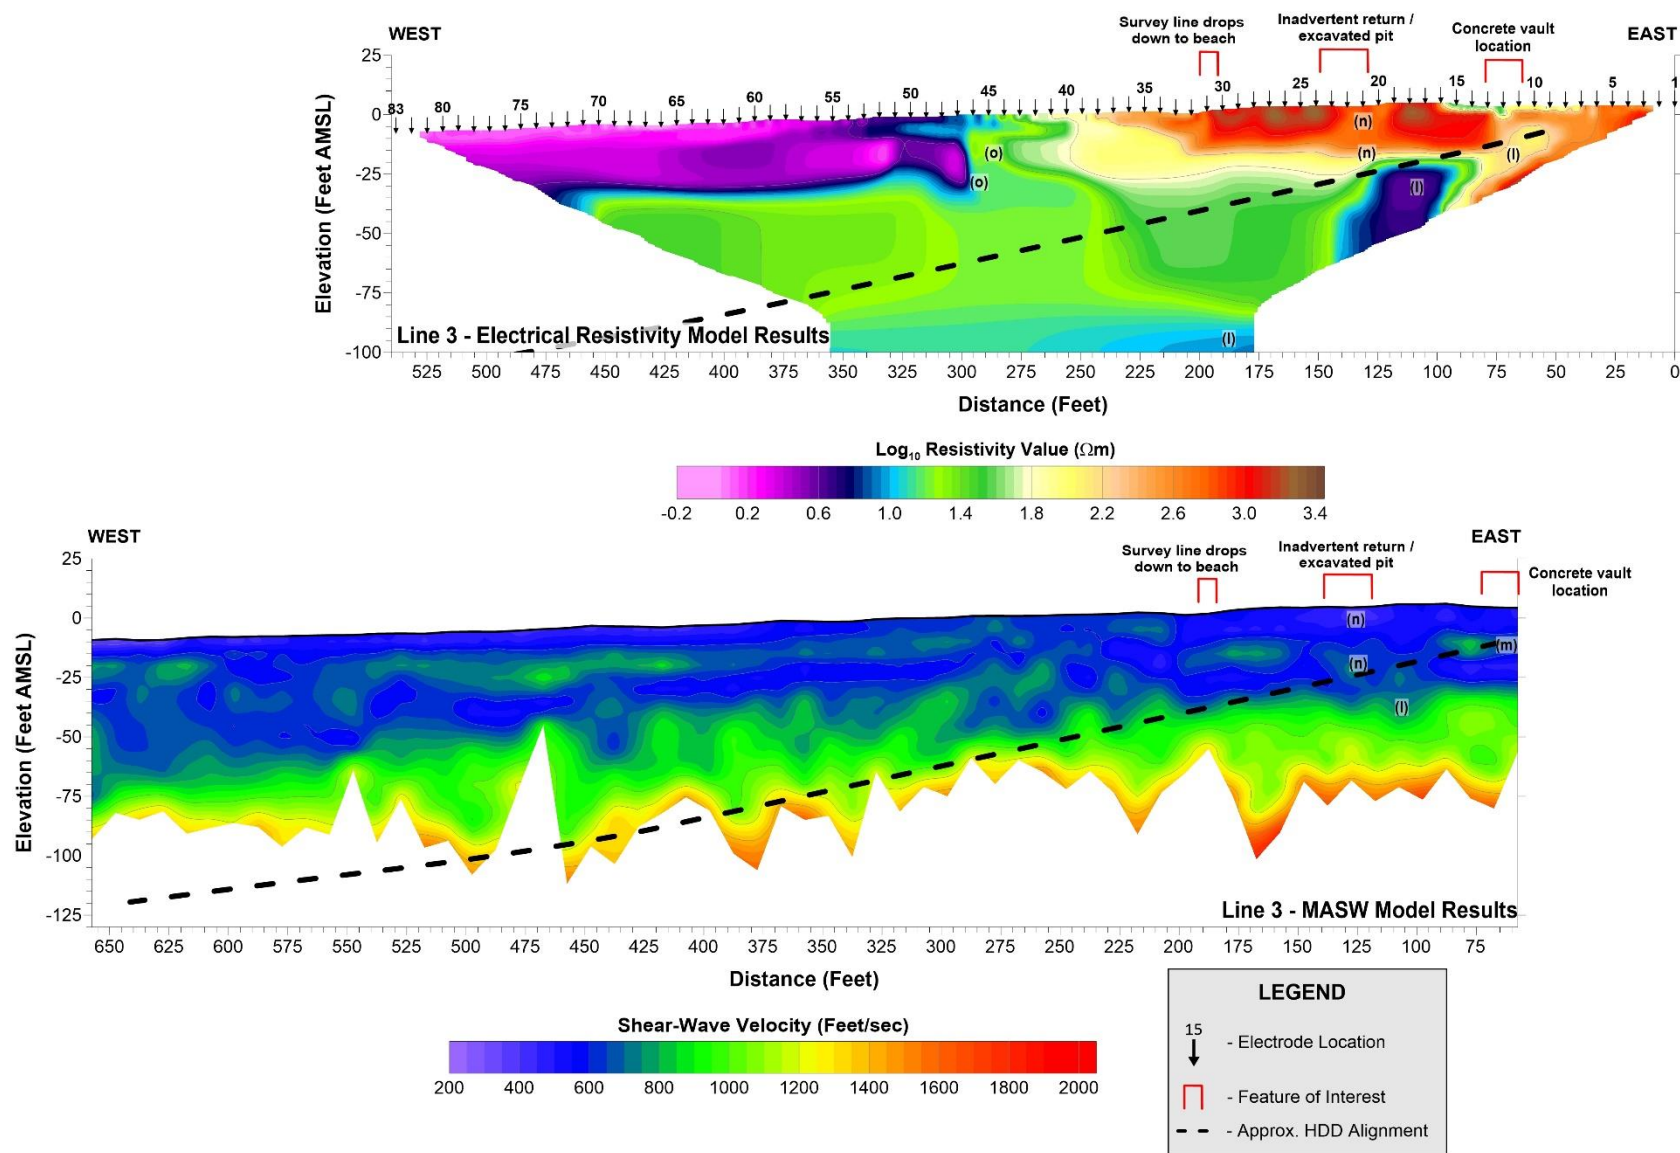 WEST
Survey line drops
down to beach
Inadvertent return /
excavated pit
Concrete vault
location
EAST
83 80 75 70 65 60 55 50 45 40 35 30 25 20 15 10 5 1
25
0
-25
-50
-75
-100
Elevation (Feet AMSL)
(n)
(n)
(l)
(o)
(o)
(l)
(l)
Line 3 - Electrical Resistivity Model Results
525 500 475 450 425 400 375 350 325 300 275 250 225 200 175 150 125 100 75 50 25 0
Distance (Feet)
Log10 Resistivity Value (Ωm)
-0.2 0.2 0.6 1.0 1.4 1.8 2.2 2.6 3.0 3.4
WEST
Survey line drops
down to beach
Inadvertent return /
excavated pit
EAST
Concrete vault
location
25
0
-25
-50
-75
-100
-125
Elevation (Feet AMSL)
(n)
(m)
(n)
(l)
Line 3 - MASW Model Results
650 625 600 575 550 525 500 475 450 425 400 375 350 325 300 275 250 225 200 175 150 125 100 75
Distance (Feet)
Shear-Wave Velocity (Feet/sec)
200 400 600 800 1000 1200 1400 1600 1800 2000
LEGEND
15
- Electrode Location
- Feature of Interest
- Approx. HDD Alignment